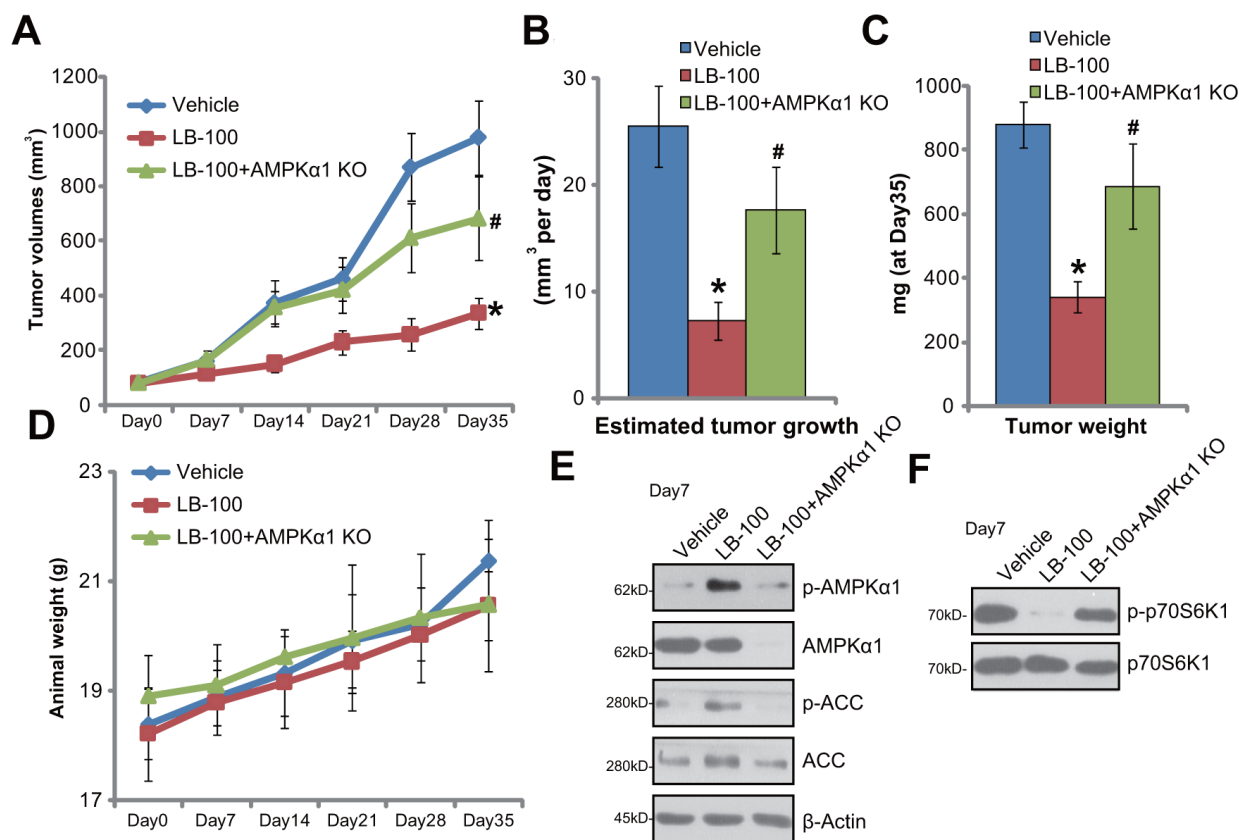 A
1200
1000
800
600
400
200
0
Tumor volumes (mm³)
Vehicle
LB-100
LB-100+AMPKα1 KO
#
*
Day0 Day7 Day14 Day21 Day28 Day35
B
Vehicle
LB-100
LB-100+AMPKα1 KO
30
20
10
0
(mm³ per day)
*
#
Estimated tumor growth
C
Vehicle
LB-100
LB-100+AMPKα1 KO
1000
800
600
400
200
0
mg (at Day35)
*
#
Tumor weight
D
23
21
19
17
Animal weight (g)
Vehicle
LB-100
LB-100+AMPKα1 KO
Day0 Day7 Day14 Day21 Day28 Day35
E
Day7
Vehicle
LB-100
LB-100+AMPKα1 KO
62kD- p-AMPKα1
62kD- AMPKα1
280kD- p-ACC
280kD- ACC
45kD- β-Actin
F
Day7
Vehicle
LB-100
LB-100+AMPKα1 KO
70kD- p-p70S6K1
70kD- p70S6K1